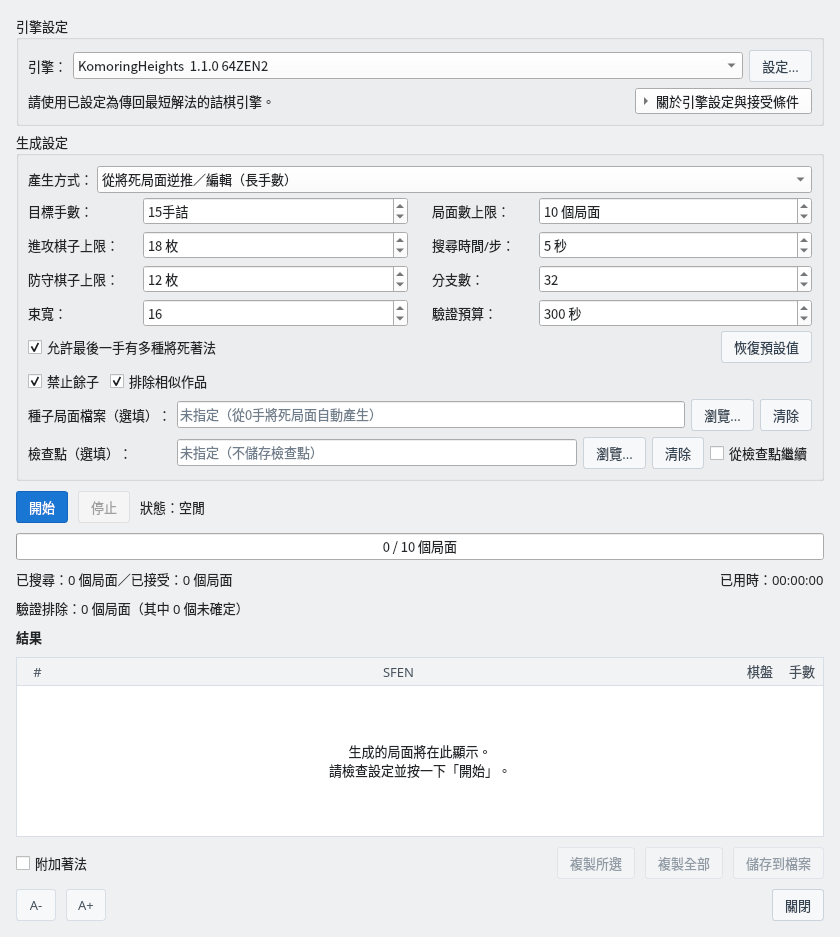 引擎設定
引擎： KomoringHeights 1.1.0 64ZEN2 設定...
請使用已設定為傳回最短解法的詰棋引擎。 關於引擎設定與接受條件
生成設定
產生方式： 從將死局面逆推／編輯（長手數）
目標手數： 15手詰 局面數上限： 10 個局面
進攻棋子上限： 18 枚 搜尋時間/步： 5 秒
防守棋子上限： 12 枚 分支數： 32
束寬： 16 驗證預算： 300 秒
允許最後一手有多種將死著法 恢復預設值
禁止餘子 排除相似作品
種子局面檔案（選填）： 未指定（從0手將死局面自動產生） 瀏覽... 清除
檢查點（選填）： 未指定（不儲存檢查點） 瀏覽... 清除 從檢查點繼續
開始 停止 狀態：空閒
0 / 10 個局面
已搜尋：0 個局面／已接受：0 個局面 已用時：00:00:00
驗證排除：0 個局面（其中 0 個未確定）
結果
# SFEN 棋盤 手數
生成的局面將在此顯示。
請檢查設定並按一下「開始」。
附加著法 複製所選 複製全部 儲存到檔案
A- A+ 關閉